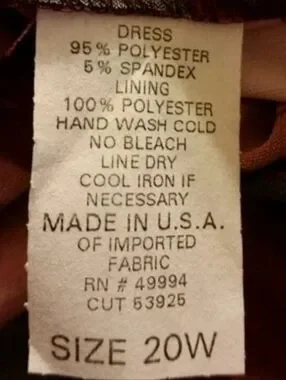 DRESS
95% POLYESTER
5% SPANDEX
LINING
100% POLYESTER
HAND WASH COLD
NO BLEACH
LINE DRY
COOL IRON IF
NECESSARY
MADE IN U.S.A.
OF IMPORTED
FABRIC
RN # 49994
CUT 53925
SIZE 20W